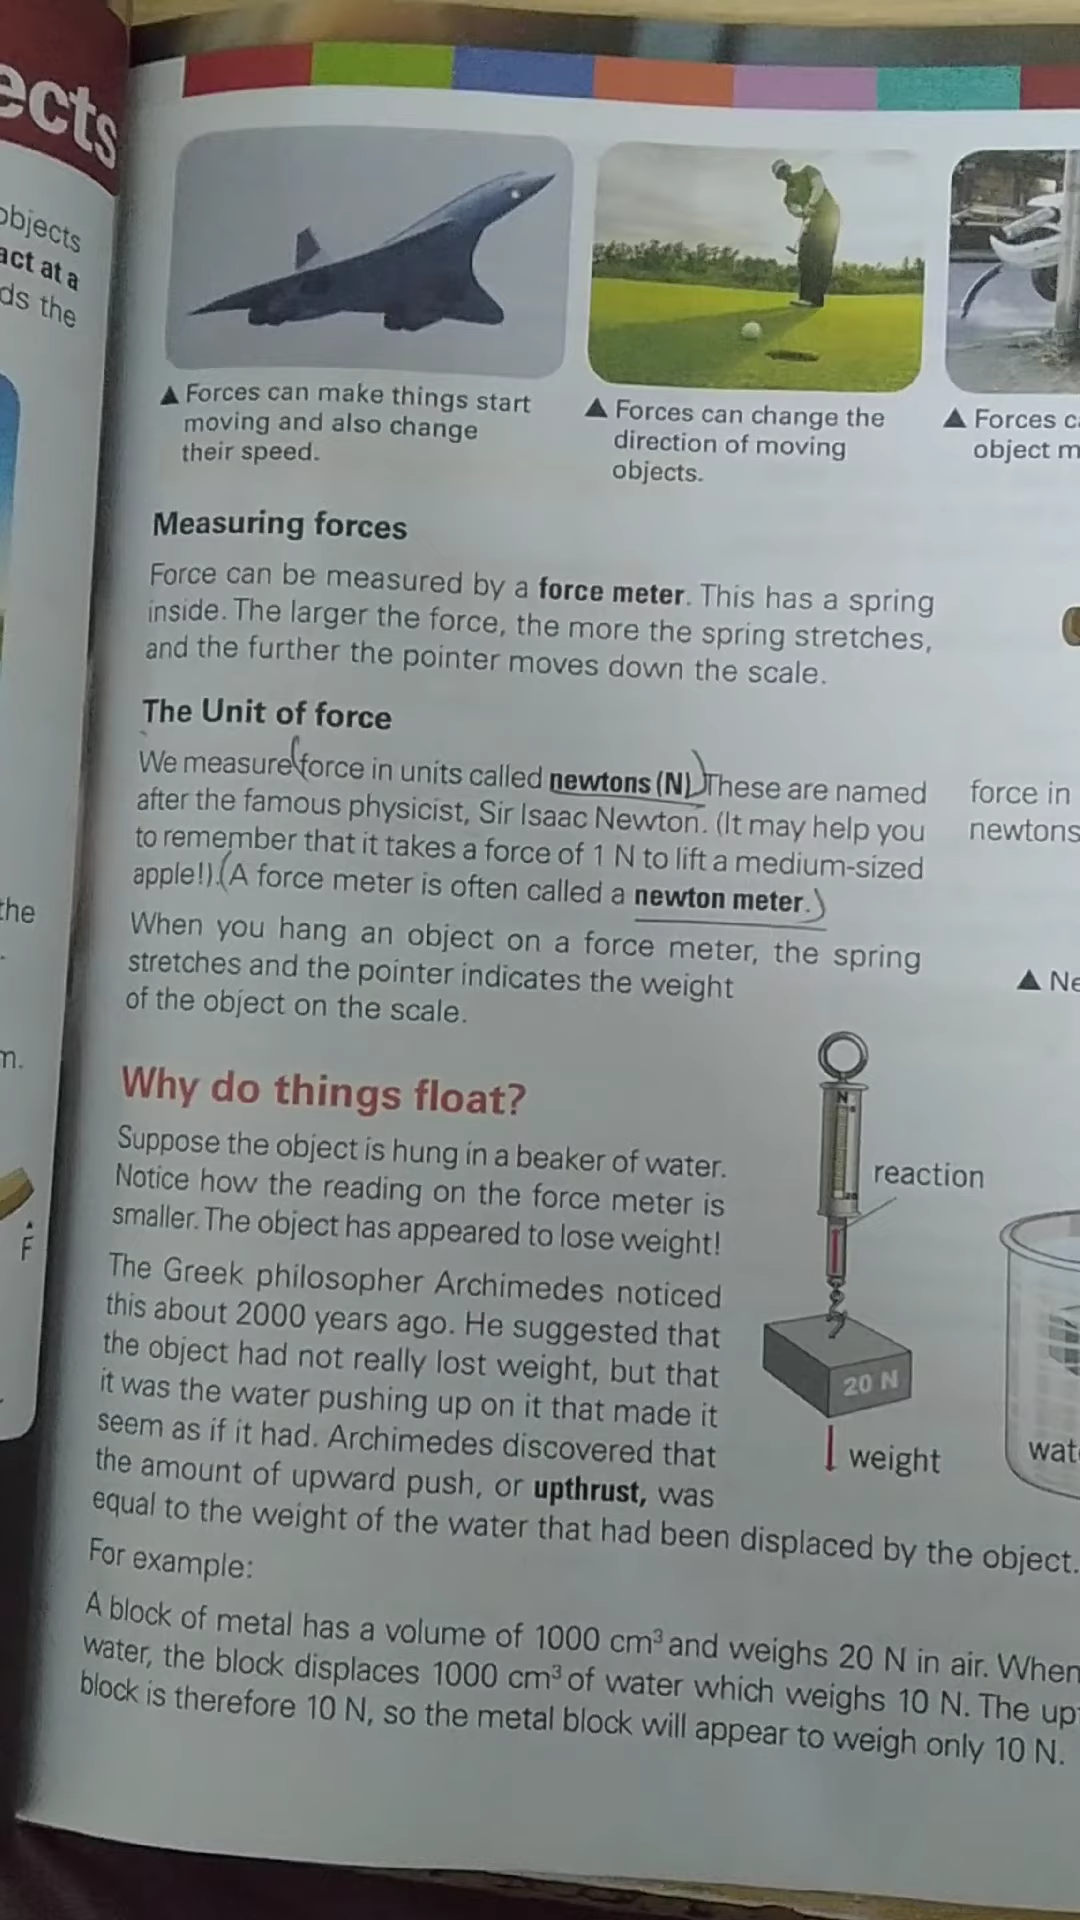 ects
objects
act at a
ds the
the
m.
F
▲ Forces can make things start
moving and also change
their speed.
▲ Forces can change the
direction of moving
objects.
▲ Forces
object
Measuring forces
Force can be measured by a force meter. This has a spring
inside. The larger the force, the more the spring stretches,
and the further the pointer moves down the scale.
The Unit of force
We measure (force in units called newtons (N).) These are named
after the famous physicist, Sir Isaac Newton. (It may help you
to remember that it takes a force of 1 N to lift a medium-sized
apple!). (A force meter is often called a newton meter.)
When you hang an object on a force meter, the spring
stretches and the pointer indicates the weight
of the object on the scale.
force in
newtons
▲ Ne
Why do things float?
Suppose the object is hung in a beaker of water.
Notice how the reading on the force meter is
smaller. The object has appeared to lose weight!
The Greek philosopher Archimedes noticed
this about 2000 years ago. He suggested that
the object had not really lost weight, but that
it was the water pushing up on it that made it
seem as if it had. Archimedes discovered that
the amount of upward push, or upthrust, was
equal to the weight of the water that had been displaced by the object.
N
reaction
20 N
weight
wat
For example:
A block of metal has a volume of 1000 cm³ and weighs 20 N in air. When
water, the block displaces 1000 cm³ of water which weighs 10 N. The up
block is therefore 10 N, so the metal block will appear to weigh only 10 N.